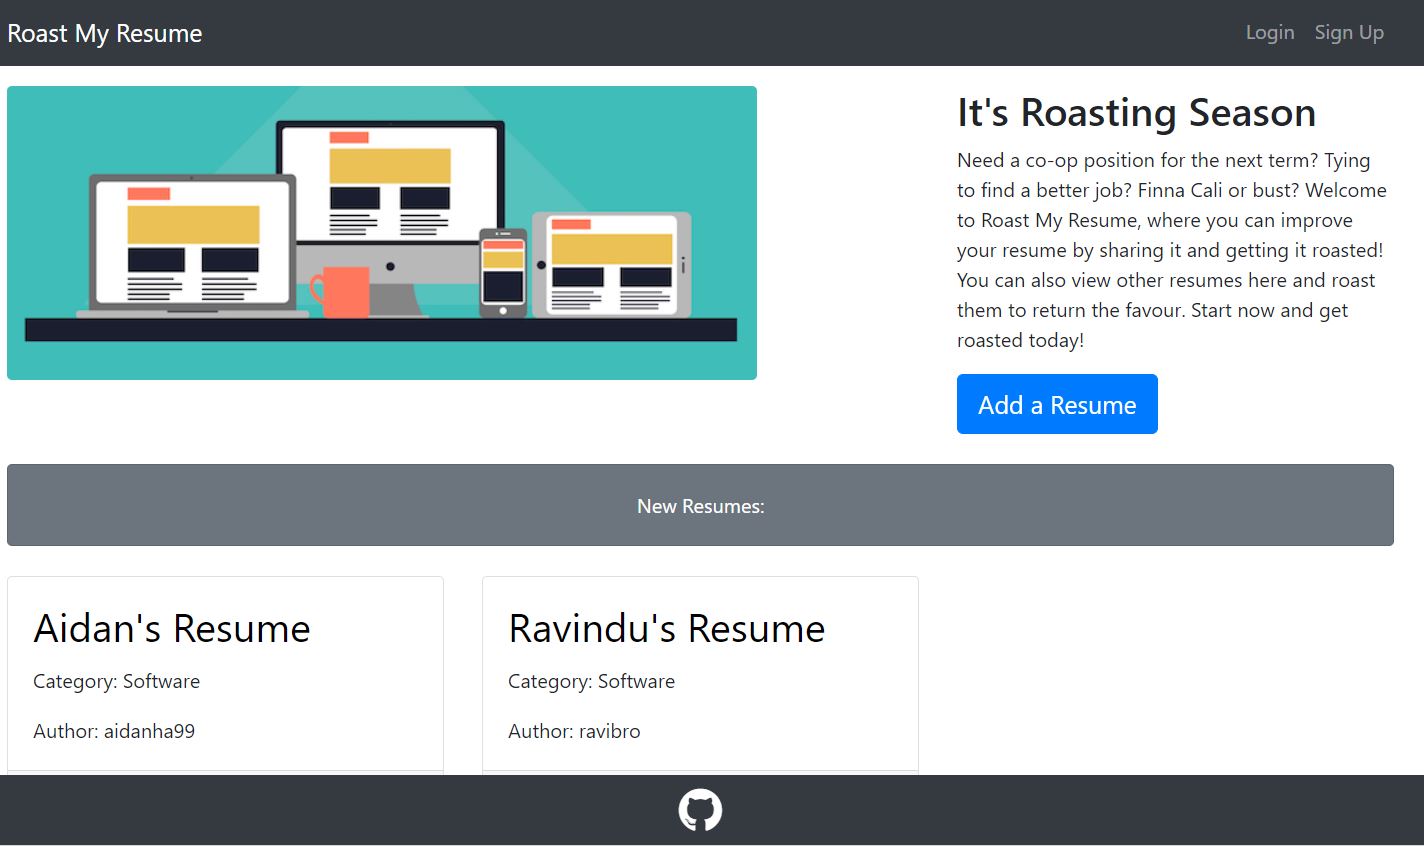 Roast My Resume
Login
Sign Up
It's Roasting Season
Need a co-op position for the next term? Tying
to find a better job? Finna Cali or bust? Welcome
to Roast My Resume, where you can improve
your resume by sharing it and getting it roasted!
You can also view other resumes here and roast
them to return the favour. Start now and get
roasted today!
Add a Resume
New Resumes:
Aidan's Resume
Category: Software
Author: aidanha99
Ravindu's Resume
Category: Software
Author: ravibro